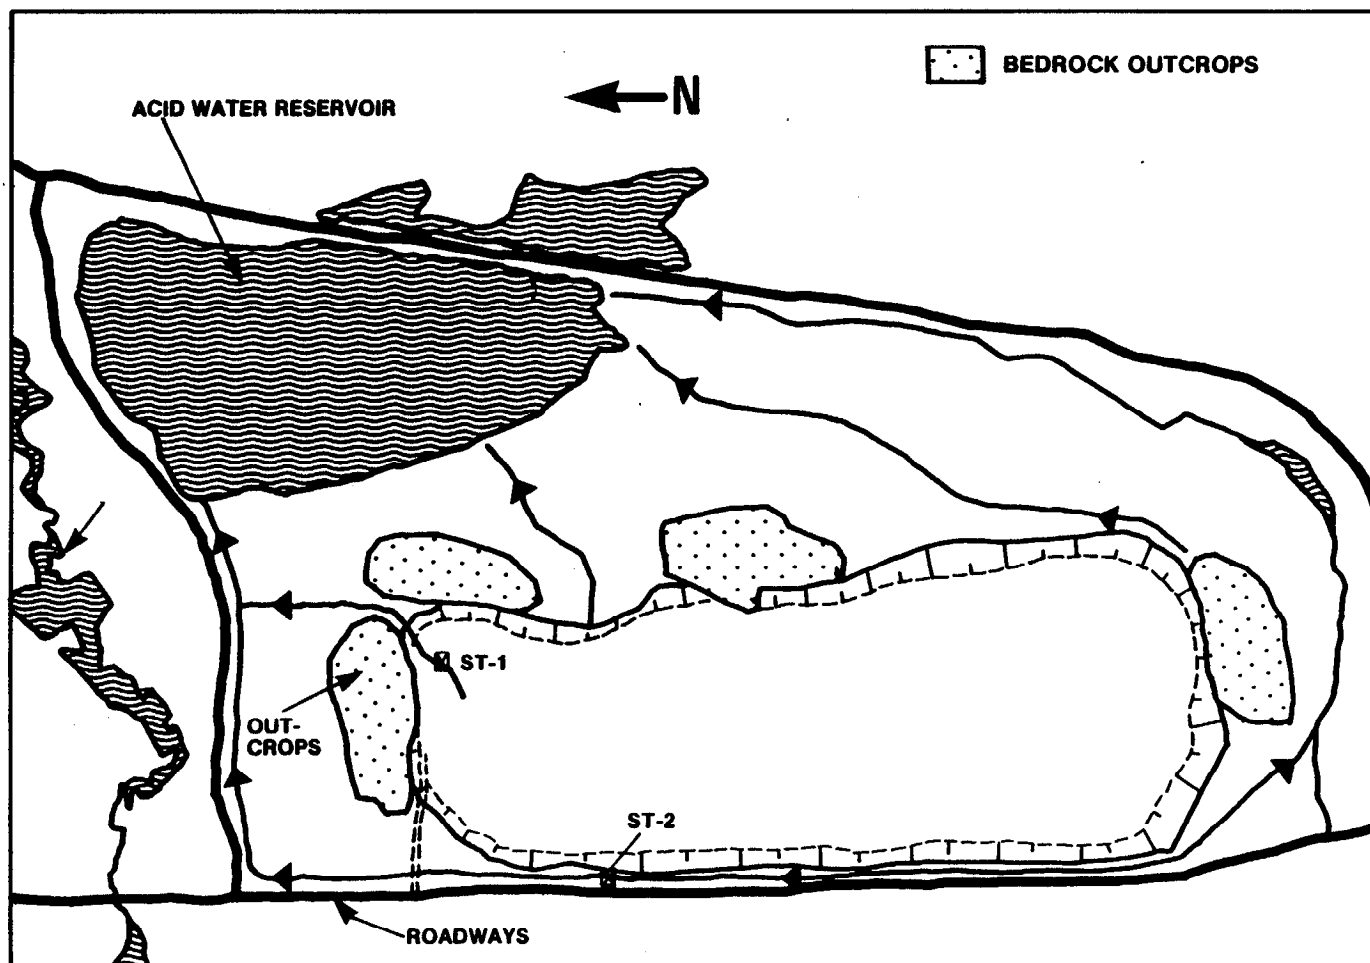 BEDROCK OUTCROPS
N
ACID WATER RESERVOIR
ST-1
OUT-
CROPS
ST-2
ROADWAYS